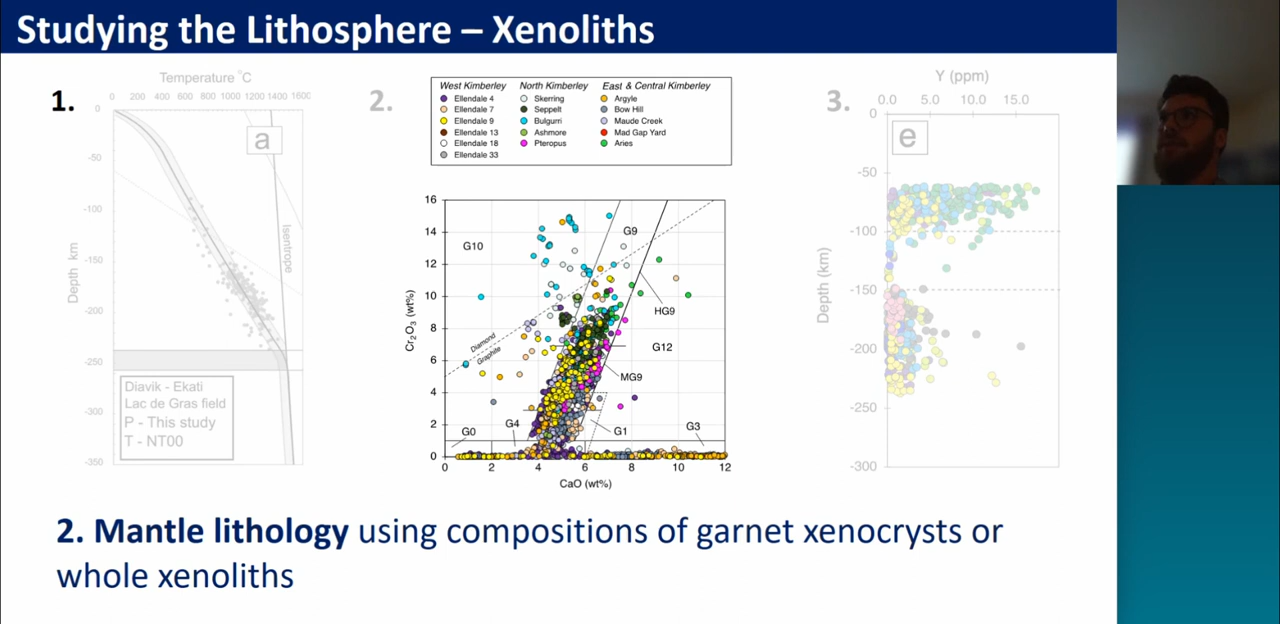 Studying the Lithosphere – Xenoliths
1.
Temperature °C
0 200 400 600 800 1000 1200 1400 1600
0
-50
-100
-150
-200
-250
-300
-350
Depth km
a
Isentrope
Diavik - Ekati
Lac de Gras field
P - This study
T - NT00
2.
West Kimberley North Kimberley East & Central Kimberley
Ellendale 4 Skerring Argyle
Ellendale 7 Seppelt Bow Hill
Ellendale 9 Bulgurri Maude Creek
Ellendale 13 Ashmore Mad Gap Yard
Ellendale 18 Pteropus Aries
Ellendale 33
16
14
12
10
8
6
4
2
0
Cr2O3 (wt%)
G10
G9
HG9
G12
MG9
Diamond
Graphite
G0
G4
G1
G3
0 2 4 6 8 10 12
CaO (wt%)
3.
Y (ppm)
0.0 5.0 10.0 15.0
e
0
-50
-100
-150
-200
-250
-300
Depth (km)
2. Mantle lithology using compositions of garnet xenocrysts or
whole xenoliths